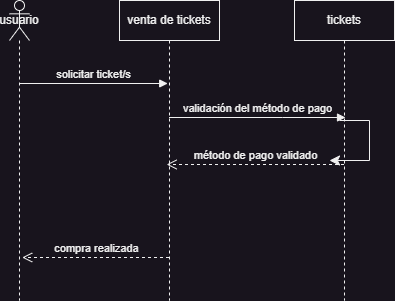 usuario
venta de tickets
tickets
solicitar ticket/s
validación del método de pago
método de pago validado
compra realizada